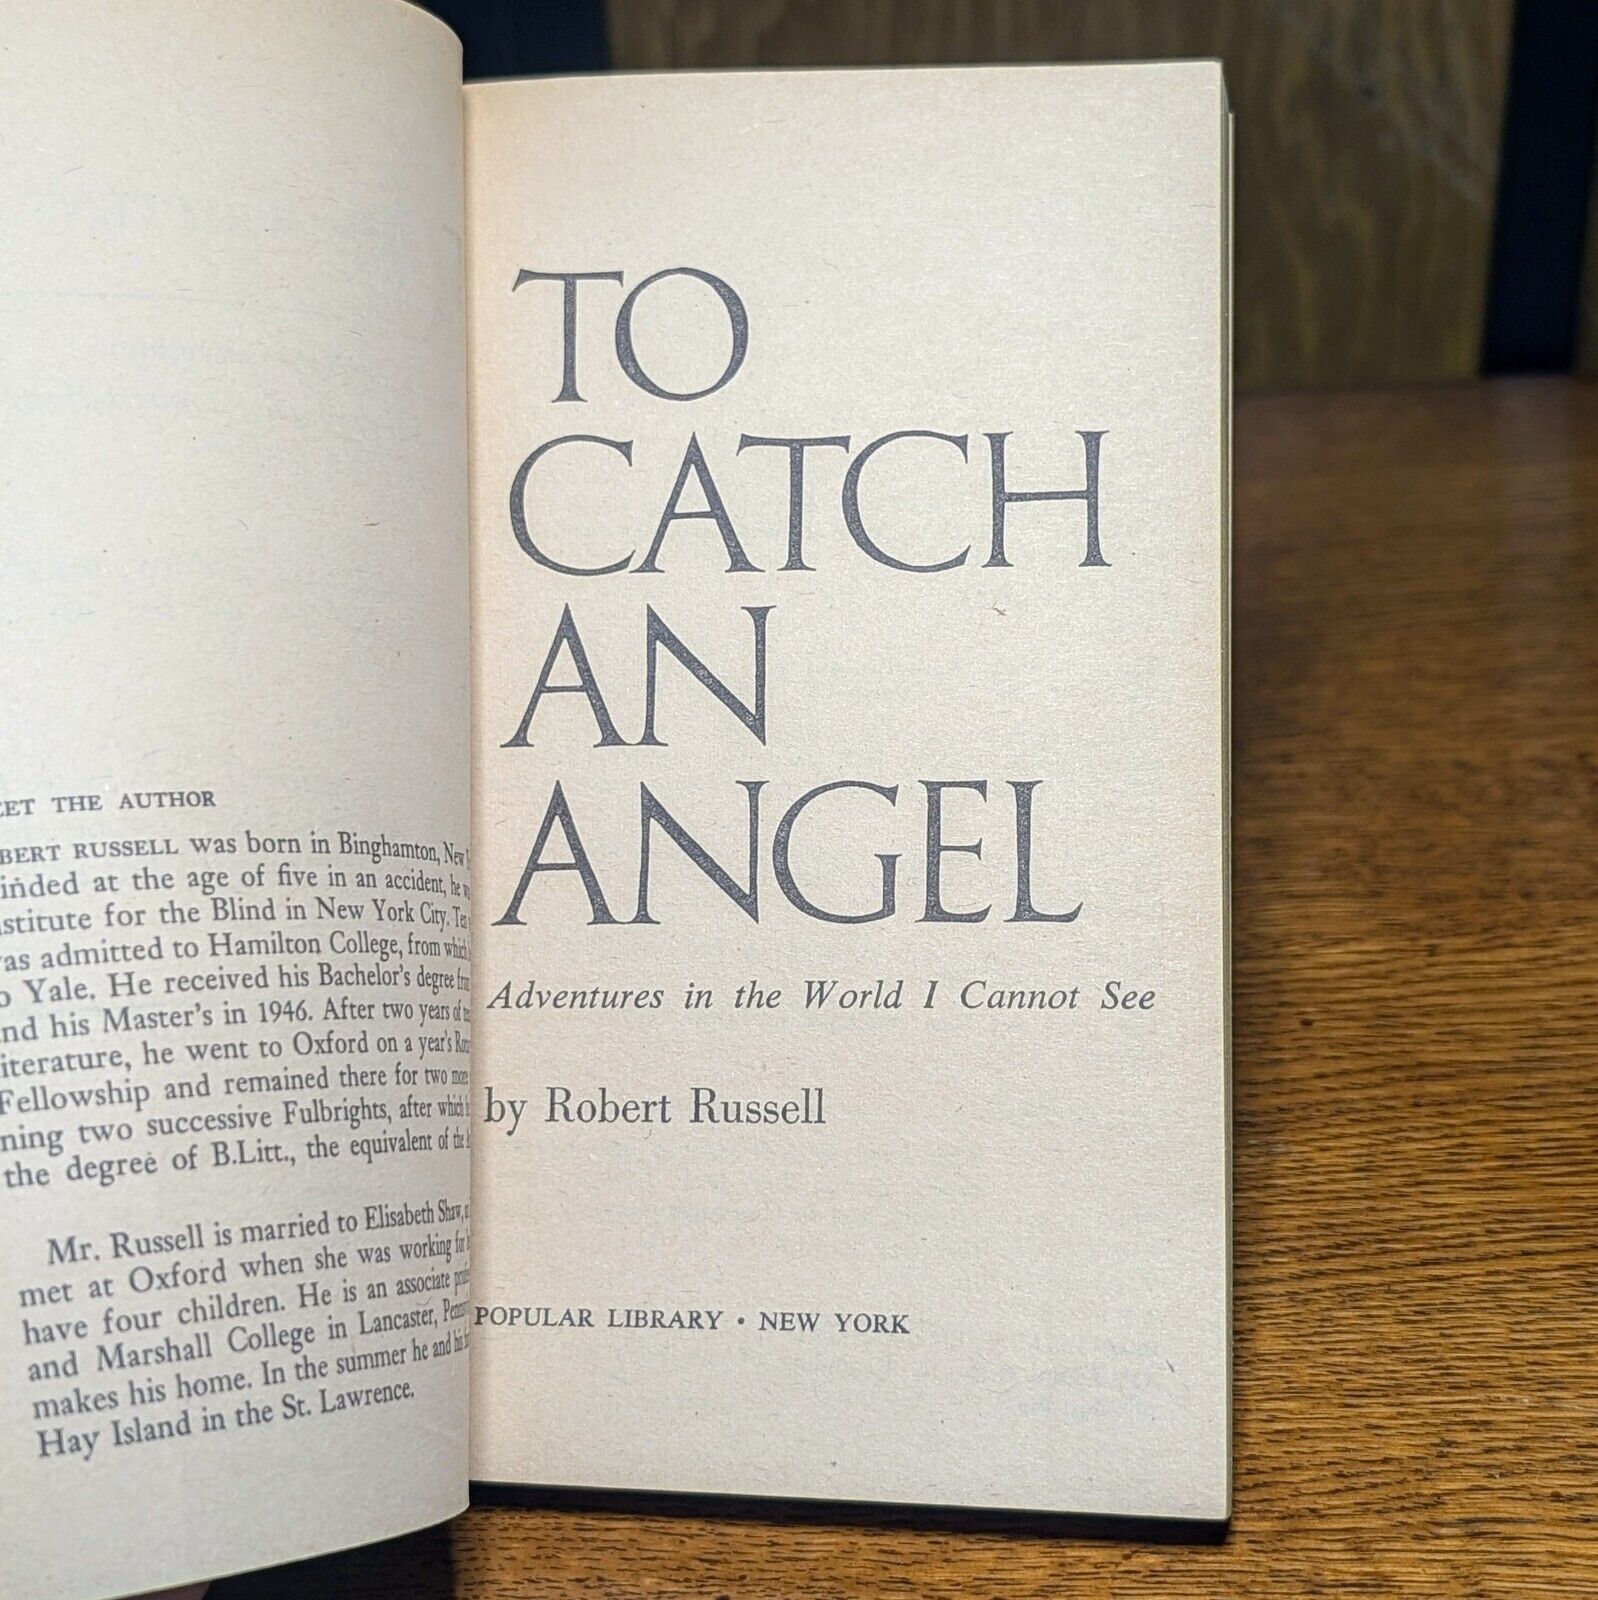 THE AUTHOR
RUSSELL was born in Binghamton, New
at the age of five in an accident, he
for the Blind in New York City. Ten
admitted to Hamilton College, from which
Yale. He received his Bachelor's degree
his Master's in 1946. After two years of
he went to Oxford on a year's
Fellowship and remained there for two more
two successive Fulbrights, after which
the degree of B.Litt., the equivalent of the
Mr. Russell is married to Elisabeth Shaw,
met at Oxford when she was working for
have four children. He is an associate
and Marshall College in Lancaster,
makes his home. In the summer he and his
Hay Island in the St. Lawrence.
TO
CATCH
AN
ANGEL
Adventures in the World I Cannot See
by Robert Russell
POPULAR LIBRARY • NEW YORK